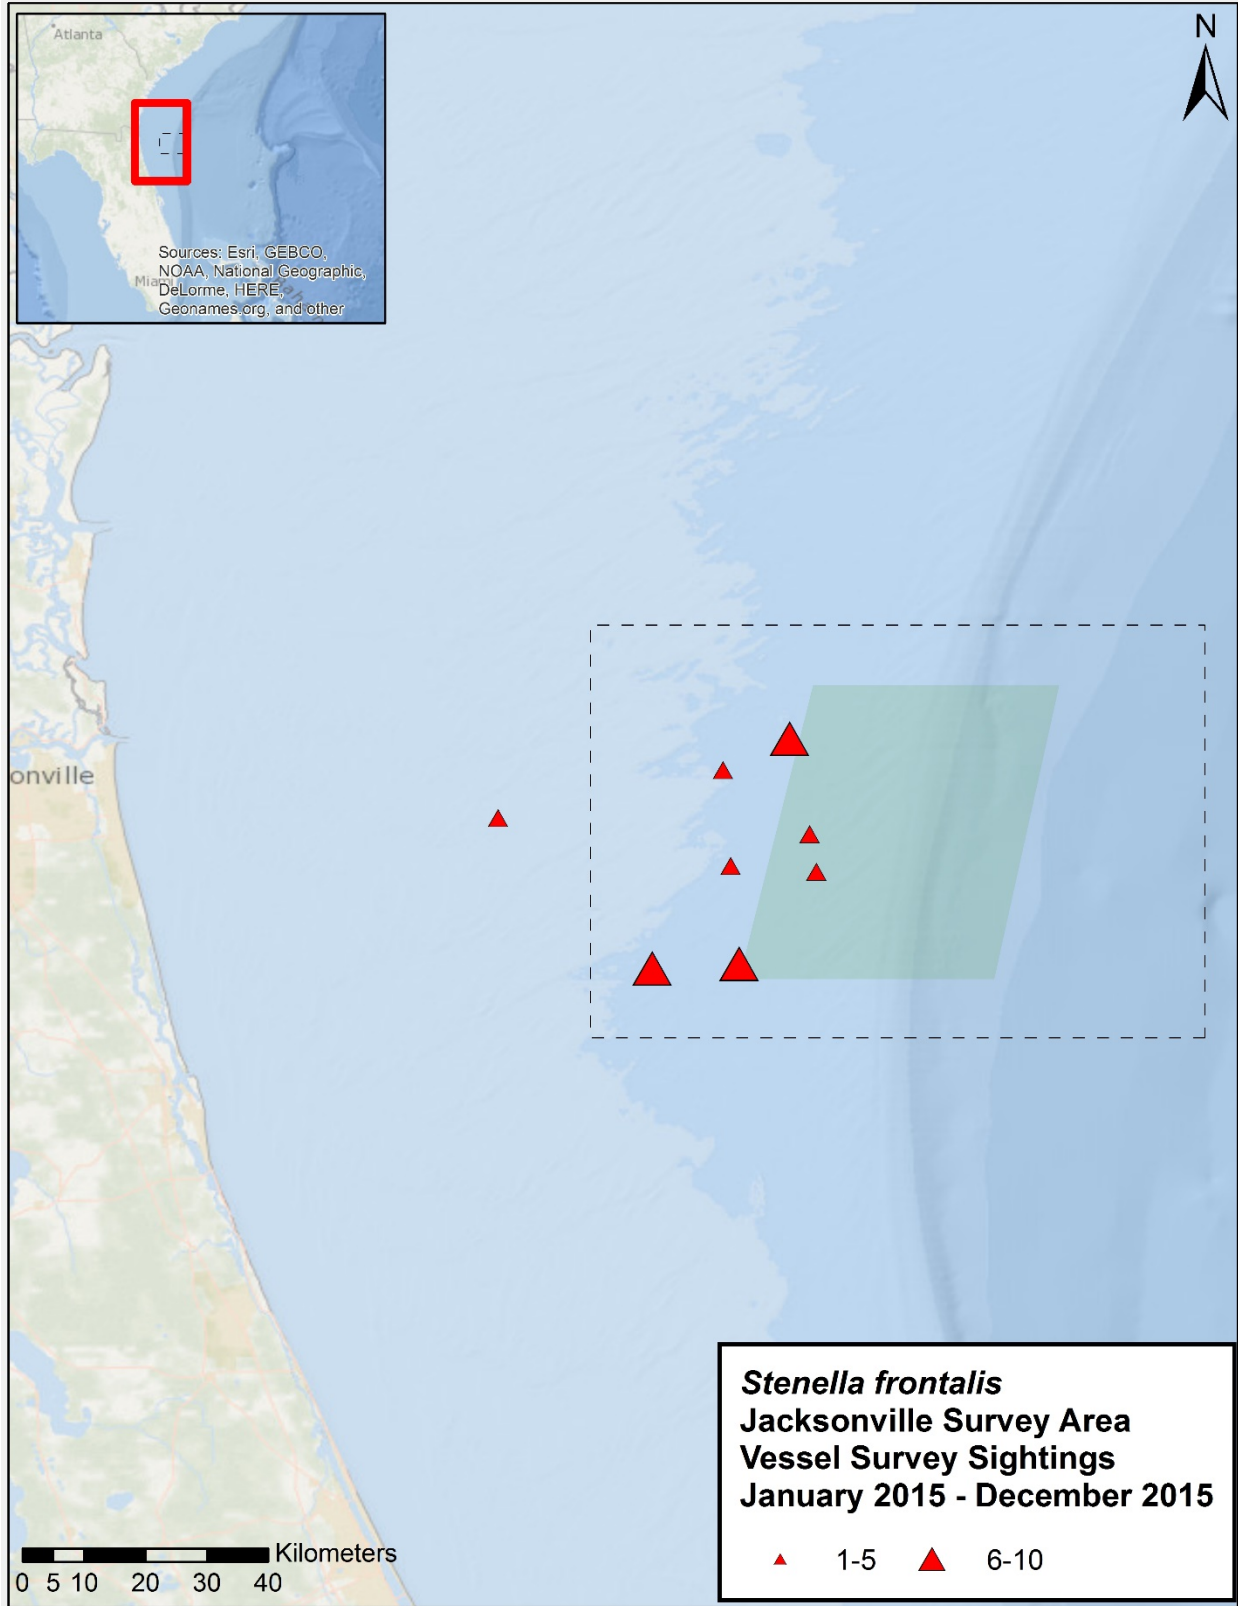 Atlanta
Miami
Sources: Esri, GEBCO,
NOAA, National Geographic,
DeLorme, HERE,
Geonames.org, and other
N
onville
Stenella frontalis
Jacksonville Survey Area
Vessel Survey Sightings
January 2015 - December 2015
1-5 6-10
Kilometers
0 5 10 20 30 40